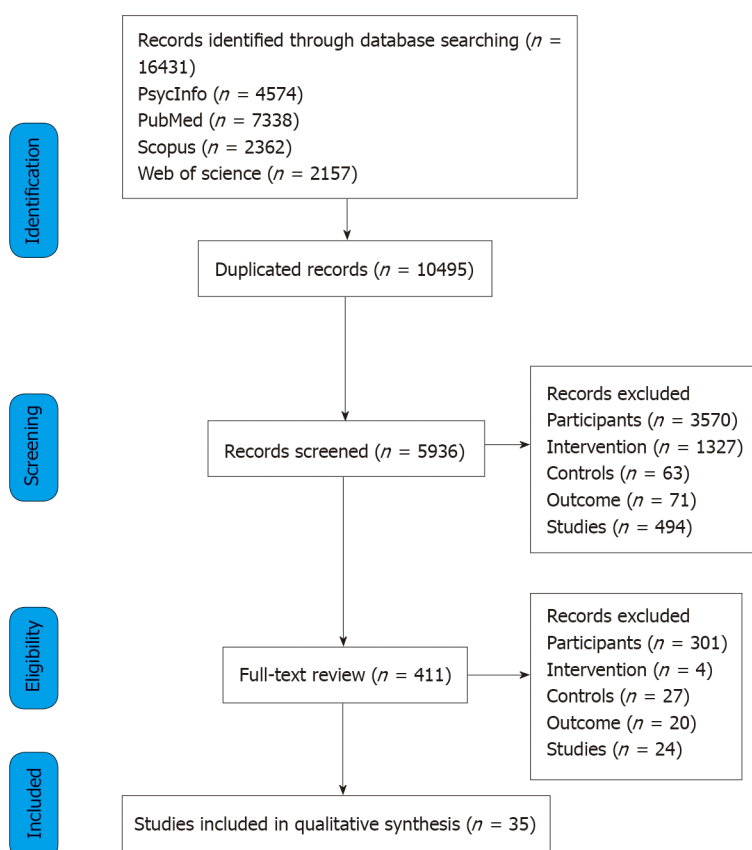 Records identified through database searching (n =
16431)
PsycInfo (n = 4574)
PubMed (n = 7338)
Scopus (n = 2362)
Web of science (n = 2157)
Identification
Duplicated records (n = 10495)
Screening
Records screened (n = 5936)
Records excluded
Participants (n = 3570)
Intervention (n = 1327)
Controls (n = 63)
Outcome (n = 71)
Studies (n = 494)
Eligibility
Full-text review (n = 411)
Records excluded
Participants (n = 301)
Intervention (n = 4)
Controls (n = 27)
Outcome (n = 20)
Studies (n = 24)
Included
Studies included in qualitative synthesis (n = 35)